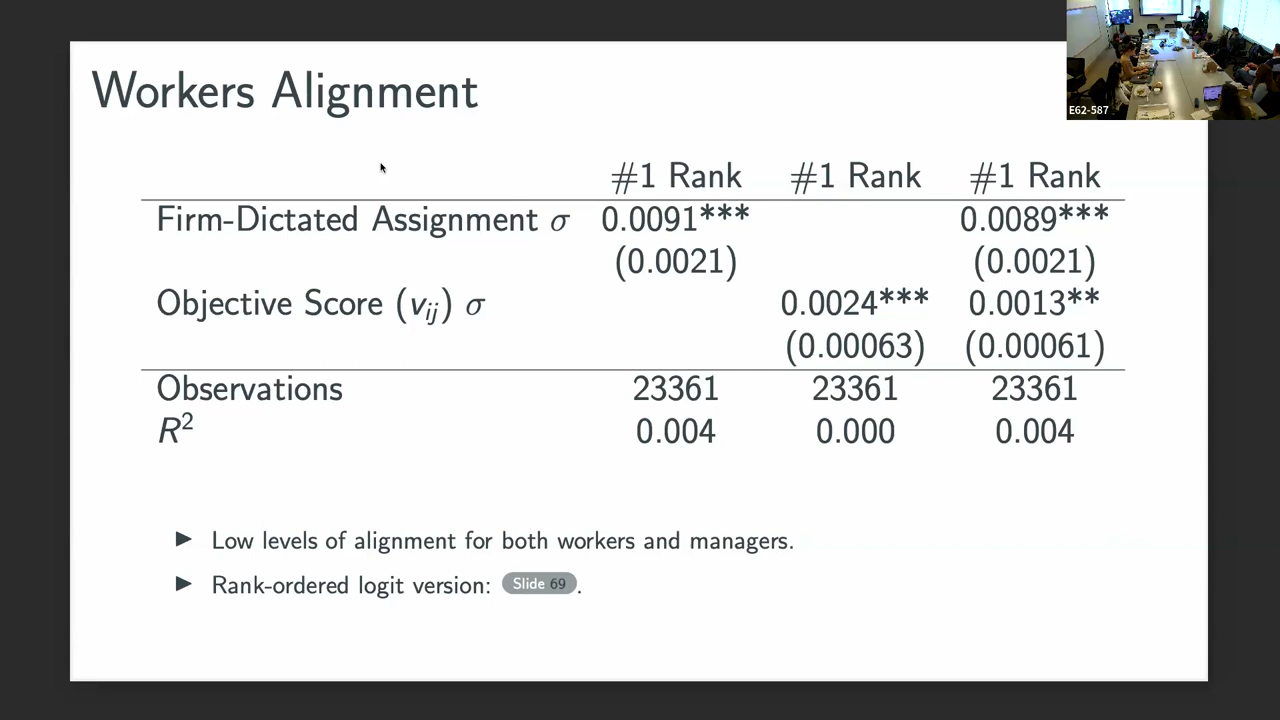 Workers Alignment
E62-587
#1 Rank #1 Rank #1 Rank
Firm-Dictated Assignment σ 0.0091*** 0.0089***
(0.0021) (0.0021)
Objective Score (v_ij) σ 0.0024*** 0.0013**
(0.00063) (0.00061)
Observations 23361 23361 23361
R² 0.004 0.000 0.004
▶ Low levels of alignment for both workers and managers.
▶ Rank-ordered logit version: Slide 69.